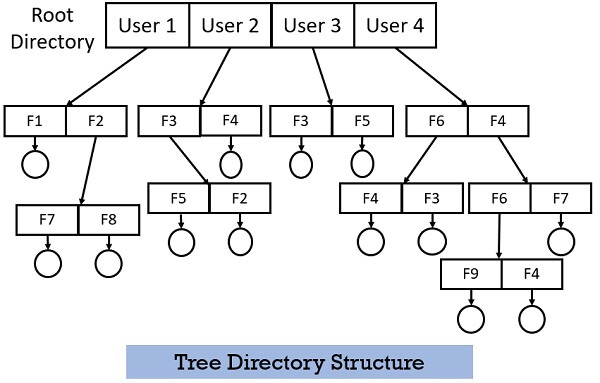 Root
Directory
User 1 User 2 User 3 User 4
F1 F2 F3 F4 F3 F5 F6 F4
F5 F2 F4 F3 F6 F7
F7 F8
F9 F4
Tree Directory Structure